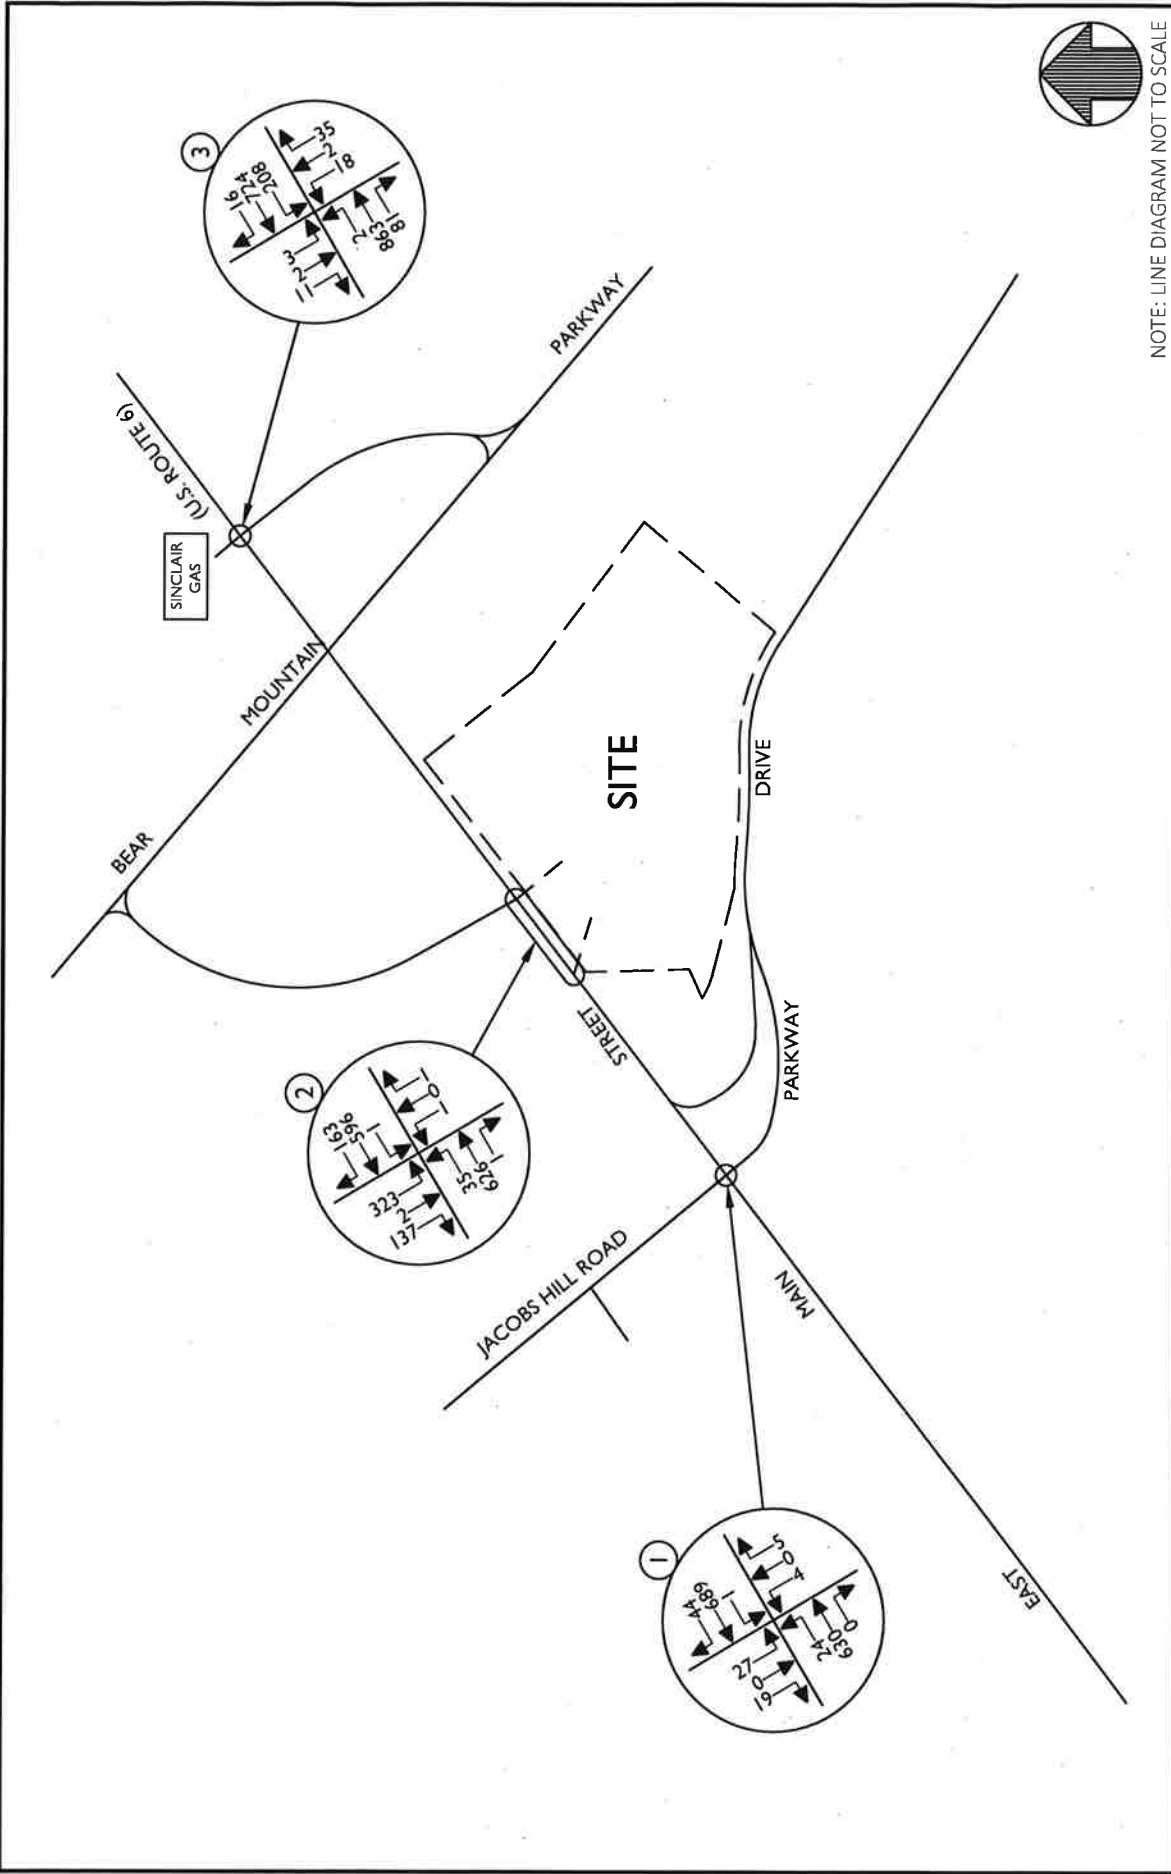 1
44
689
1
5
0
4
27
0
19
24
630
0
2
163
596
1
1
0
1
323
2
137
35
626
1
3
16
724
208
35
2
18
3
2
11
2
863
81
SINCLAIR
GAS
(U.S. ROUTE 6)
BEAR
MOUNTAIN
PARKWAY
JACOBS HILL ROAD
EAST
MAIN
STREET
SITE
PARKWAY
DRIVE
NOTE: LINE DIAGRAM NOT TO SCALE